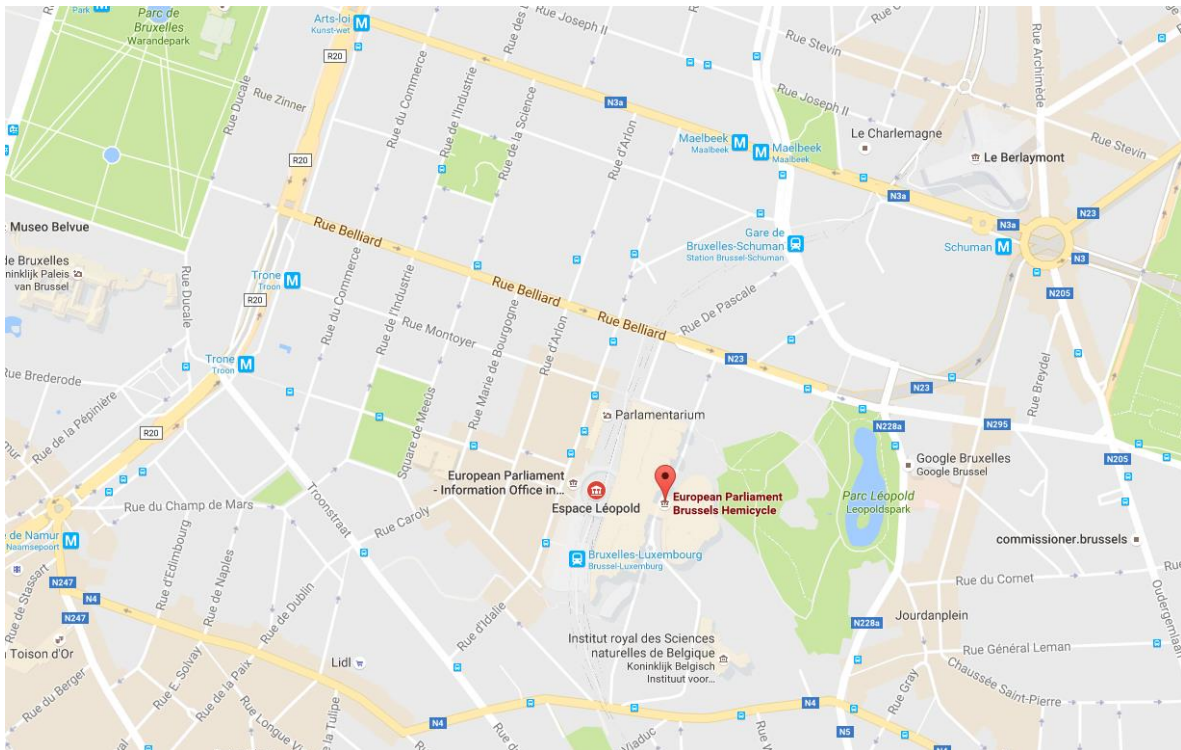 Parc de
Bruxelles
Warandepark
Park
Arts-loi
Kunst-wet
M
R20
Rue Ducale
Rue Zinner
Rue du Commerce
Rue de l'Industrie
Rue de la Science
Rue des
Rue Joseph II
N3a
Rue d'Arlon
Rue Stevin
Rue Joseph II
Rue Archimède
Le Charlemagne
Maelbeek
Maalbeek
M
M
Maelbeek
Maalbeek
Le Berlaymont
Rue Stevin
R20
N3a
N23
N3a
Museo Belvue
Rue Belliard
Gare de
Bruxelles-Schuman
Station Brussel-Schuman
Schuman
M
N3
de Bruxelles
ninklijk Paleis
van Brussel
Rue Ducale
Trone
Troon
M
R20
Rue du Commerce
Rue de l'Industrie
Rue Belliard
Rue De Pascale
N205
Rue Montoyer
Rue Marie de Bourgogne
Rue d'Arlon
Rue Belliard
N23
Trone
Troon
M
Rue Brederode
Rue de la Pépinière
N23
Rue Breydel
R20
Square de Meeûs
Parlamentarium
N228a
N295
N205
Google Bruxelles
Google Brussel
European Parliament
- Information Office in...
Espace Léopold
European Parliament
Brussels Hemicycle
Parc Léopold
Leopoldspark
Rue du Champ de Mars
Troonstraat
Rue Caroly
commissioner.brussels
de Namur
Naamsepoort
M
Bruxelles-Luxembourg
Brussel-Luxemburg
Rue de Stassart
N247
N4
N247
Rue d'Edimbourg
Rue de Naples
Rue de Dublin
Rue d'Idalie
Rue du Cornet
Oudergemlaan
Jourdanplein
N228a
Toison d'Or
Institut royal des Sciences
naturelles de Belgique
Koninklijk Belgisch
Instituut voor...
Rue Général Leman
Chaussée Saint-Pierre
Lidl
Rue du Berger
Rue E. Solvay
Rue de la Paix
Rue de la Tulipe
Rue Longue Vi
N4
N4
Rue Gray
N5
N4
Viaduc